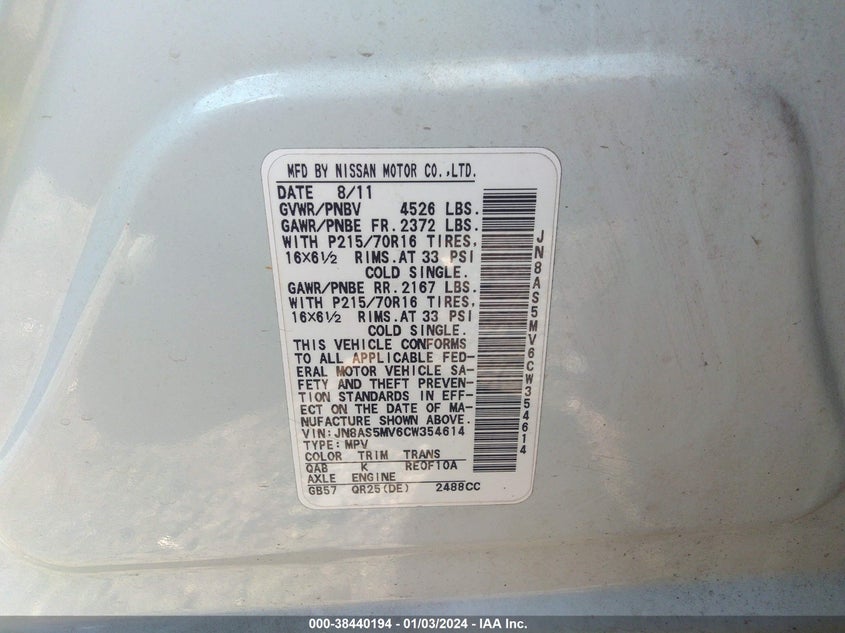 MFD BY NISSAN MOTOR CO.,LTD.
DATE 8/11
GVWR/PNBV 4526 LBS.
GAWR/PNBE FR.2372 LBS.
WITH P215/70R16 TIRES,
16X6½ RIMS.AT 33 PSI
COLD SINGLE.
GAWR/PNBE RR.2167 LBS.
WITH P215/70R16 TIRES,
16X6½ RIMS.AT 33 PSI
COLD SINGLE.
THIS VEHICLE CONFORMS
TO ALL APPLICABLE FED-
ERAL MOTOR VEHICLE SA-
FETY AND THEFT PREVEN-
TION STANDARDS IN EFF-
ECT ON THE DATE OF MA-
NUFACTURE SHOWN ABOVE.
VIN:JN8AS5MV6CW354614
TYPE:MPV
COLOR TRIM TRANS
QAB K RE0F10A
AXLE ENGINE
GB57 QR25(DE) 2488CC
JN8AS5MV6CW354614
000-38440194 - 01/03/2024 - IAA Inc.